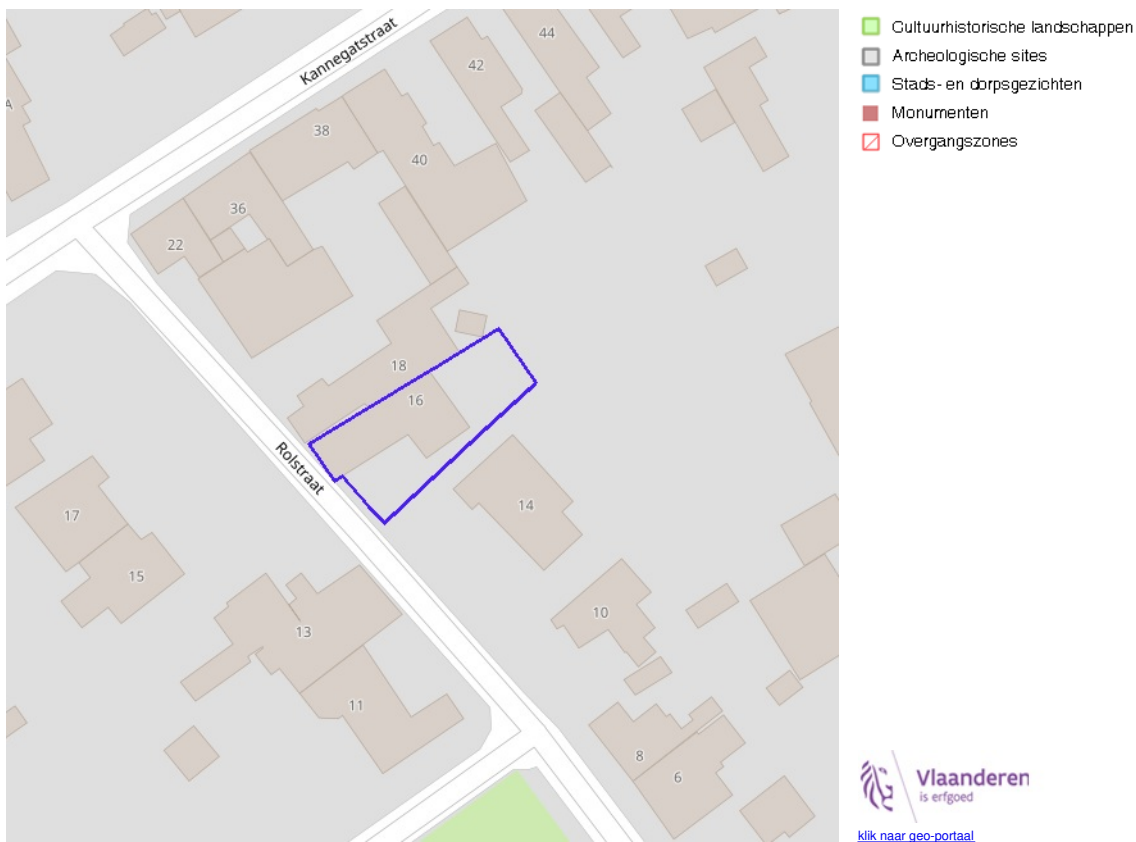 Kannegatstraat
44
42
A
38
40
36
22
18
16
Rolstraat
17
14
15
10
13
11
8
6
Cultuurhistorische landschappen
Archeologische sites
Stads- en dorpsgezichten
Monumenten
Overgangszones
Vlaanderen
is erfgoed
klik naar geo-portaal